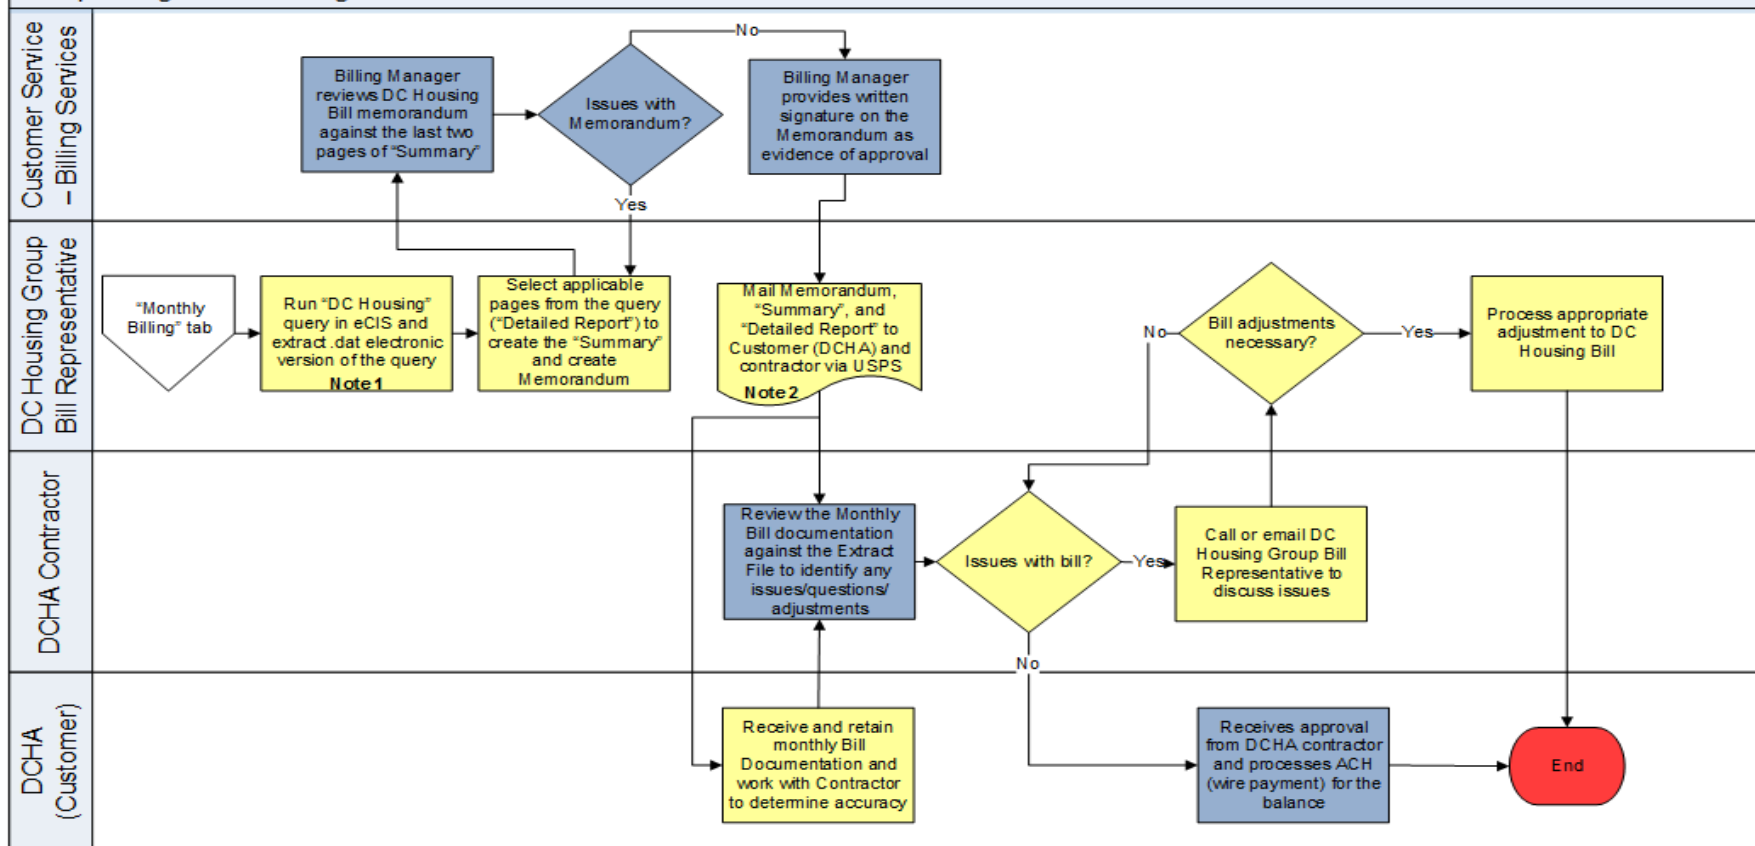 Customer Service
– Billing Services
Billing Manager
reviews DC Housing
Bill memorandum
against the last two
pages of “Summary”
Issues with
Memorandum?
No
Yes
Billing Manager
provides written
signature on the
Memorandum as
evidence of approval
DC Housing Group
Bill Representative
“Monthly
Billing” tab
Run “DC Housing”
query in eCIS and
extract .dat electronic
version of the query
Note1
Select applicable
pages from the query
(“Detailed Report”) to
create the “Summary”
and create
Memorandum
Mail Memorandum,
“Summary”, and
“Detailed Report” to
Customer (DCHA) and
contractor via USPS
Note2
No
Bill adjustments
necessary?
Yes
Process appropriate
adjustment to DC
Housing Bill
DCHA Contractor
Review the Monthly
Bill documentation
against the Extract
File to identify any
issues/questions/
adjustments
Issues with bill?
Yes
No
Call or email DC
Housing Group Bill
Representative to
discuss issues
DCHA
(Customer)
Receive and retain
monthly Bill
Documentation and
work with Contractor
to determine accuracy
Receives approval
from DCHA contractor
and processes ACH
(wire payment) for the
balance
End